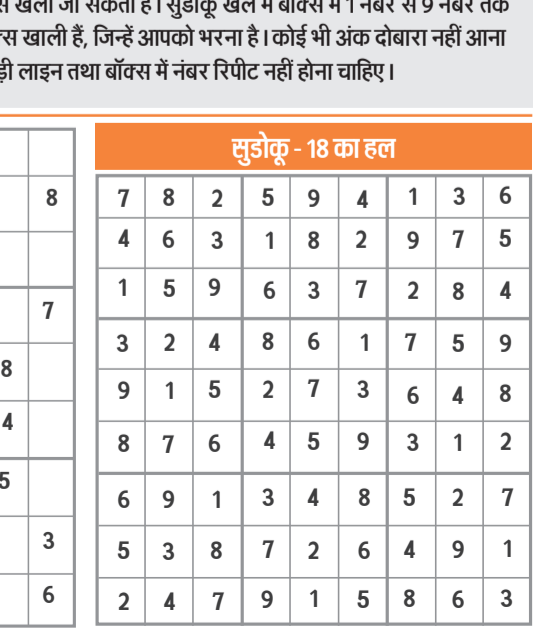 खेली जा सकती है। सुडोकू खेल में बॉक्स में 1 नंबर से 9 नंबर तक
खाली हैं, जिन्हें आपको भरना है। कोई भी अंक दोबारा नहीं आना
लाइन तथा बॉक्स में नंबर रिपीट नहीं होना चाहिए।
8
7
8
4
5
3
6
सुडोकू - 18 का हल
7 8 2 5 9 4 1 3 6
4 6 3 1 8 2 9 7 5
1 5 9 6 3 7 2 8 4
3 2 4 8 6 1 7 5 9
9 1 5 2 7 3 6 4 8
8 7 6 4 5 9 3 1 2
6 9 1 3 4 8 5 2 7
5 3 8 7 2 6 4 9 1
2 4 7 9 1 5 8 6 3